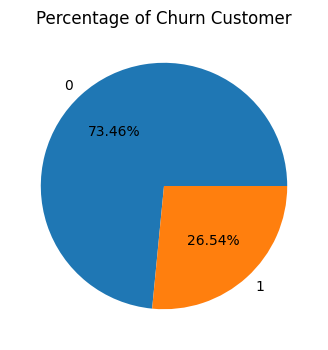 Percentage of Churn Customer
0
73.46%
26.54%
1